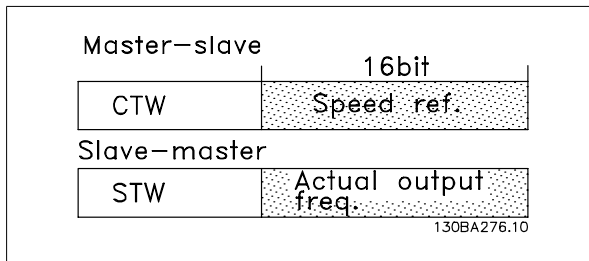 Master-slave
16bit
CTW
Speed ref.
Slave-master
STW
Actual output
freq.
130BA276.10